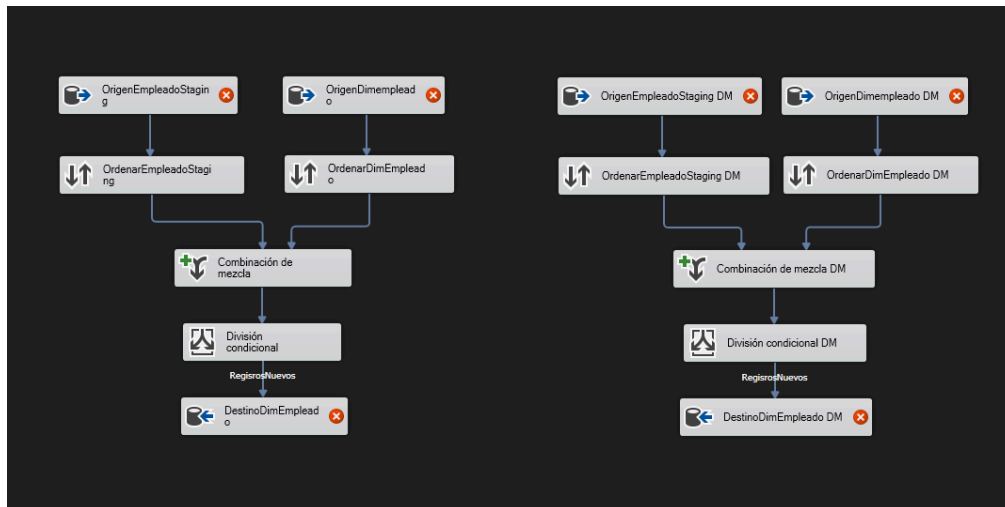 OrigenEmpleadoStagin
g
OrigenDimemplead
o
OrdenarEmpleadoStagi
ng
OrdenarDimEmplead
o
Combinación de
mezcla
División
condicional
RegisrosNuevos
DestinoDimEmplead
o
OrigenEmpleadoStaging DM
OrigenDimempleado DM
OrdenarEmpleadoStaging DM
OrdenarDimEmpleado DM
Combinación de mezcla DM
División condicional DM
RegisrosNuevos
DestinoDimEmpleado DM